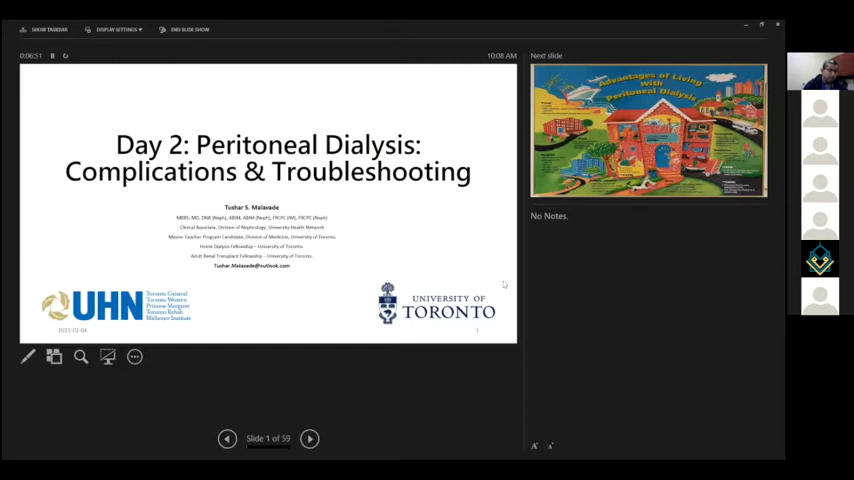 SHOW TASKBAR
DISPLAY SETTINGS ▾
END SLIDE SHOW
0:06:51
10:08 AM
Day 2: Peritoneal Dialysis:
Complications & Troubleshooting
Tushar S. Malavade
MBBS, MD, DNB (Neph), ABIM, ABIM (Neph), FRCPC (IM), FRCPC (Neph)
Clinical Associate, Division of Nephrology, University Health Network
Master Teacher Program Candidate, Division of Medicine, University of Toronto
Home Dialysis Fellowship – University of Toronto.
Adult Renal Transplant Fellowship – University of Toronto.
Tushar.Malavade@outlook.com
UHN
Toronto General
Toronto Western
Princess Margaret
Toronto Rehab
Michener Institute
UNIVERSITY OF
TORONTO
2021-02-04
1
Next slide
Advantages of Living
with
Peritoneal Dialysis
No Notes.
Slide 1 of 59